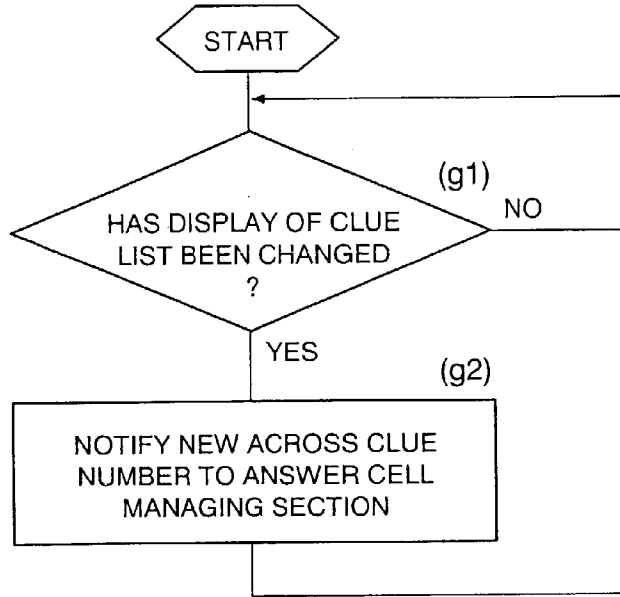 START
(g1)
HAS DISPLAY OF CLUE
LIST BEEN CHANGED
?
NO
YES
(g2)
NOTIFY NEW ACROSS CLUE
NUMBER TO ANSWER CELL
MANAGING SECTION